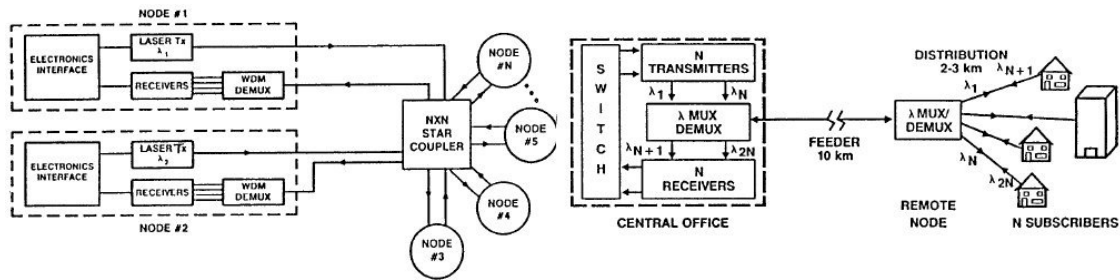 NODE #1
ELECTRONICS
INTERFACE
LASER Tx
λ1
RECEIVERS
WDM
DEMUX
ELECTRONICS
INTERFACE
LASER Tx
λ2
RECEIVERS
WDM
DEMUX
NODE #2
NXN
STAR
COUPLER
NODE
#N
NODE
#5
NODE
#4
NODE
#3
SWITCH
N
TRANSMITTERS
λ1
λN
λ MUX
DEMUX
λN+1
λ2N
N
RECEIVERS
CENTRAL OFFICE
FEEDER
10 km
DISTRIBUTION
2-3 km
λN+1
λ1
λ MUX/
DEMUX
λN
λ2N
REMOTE
NODE
N SUBSCRIBERS